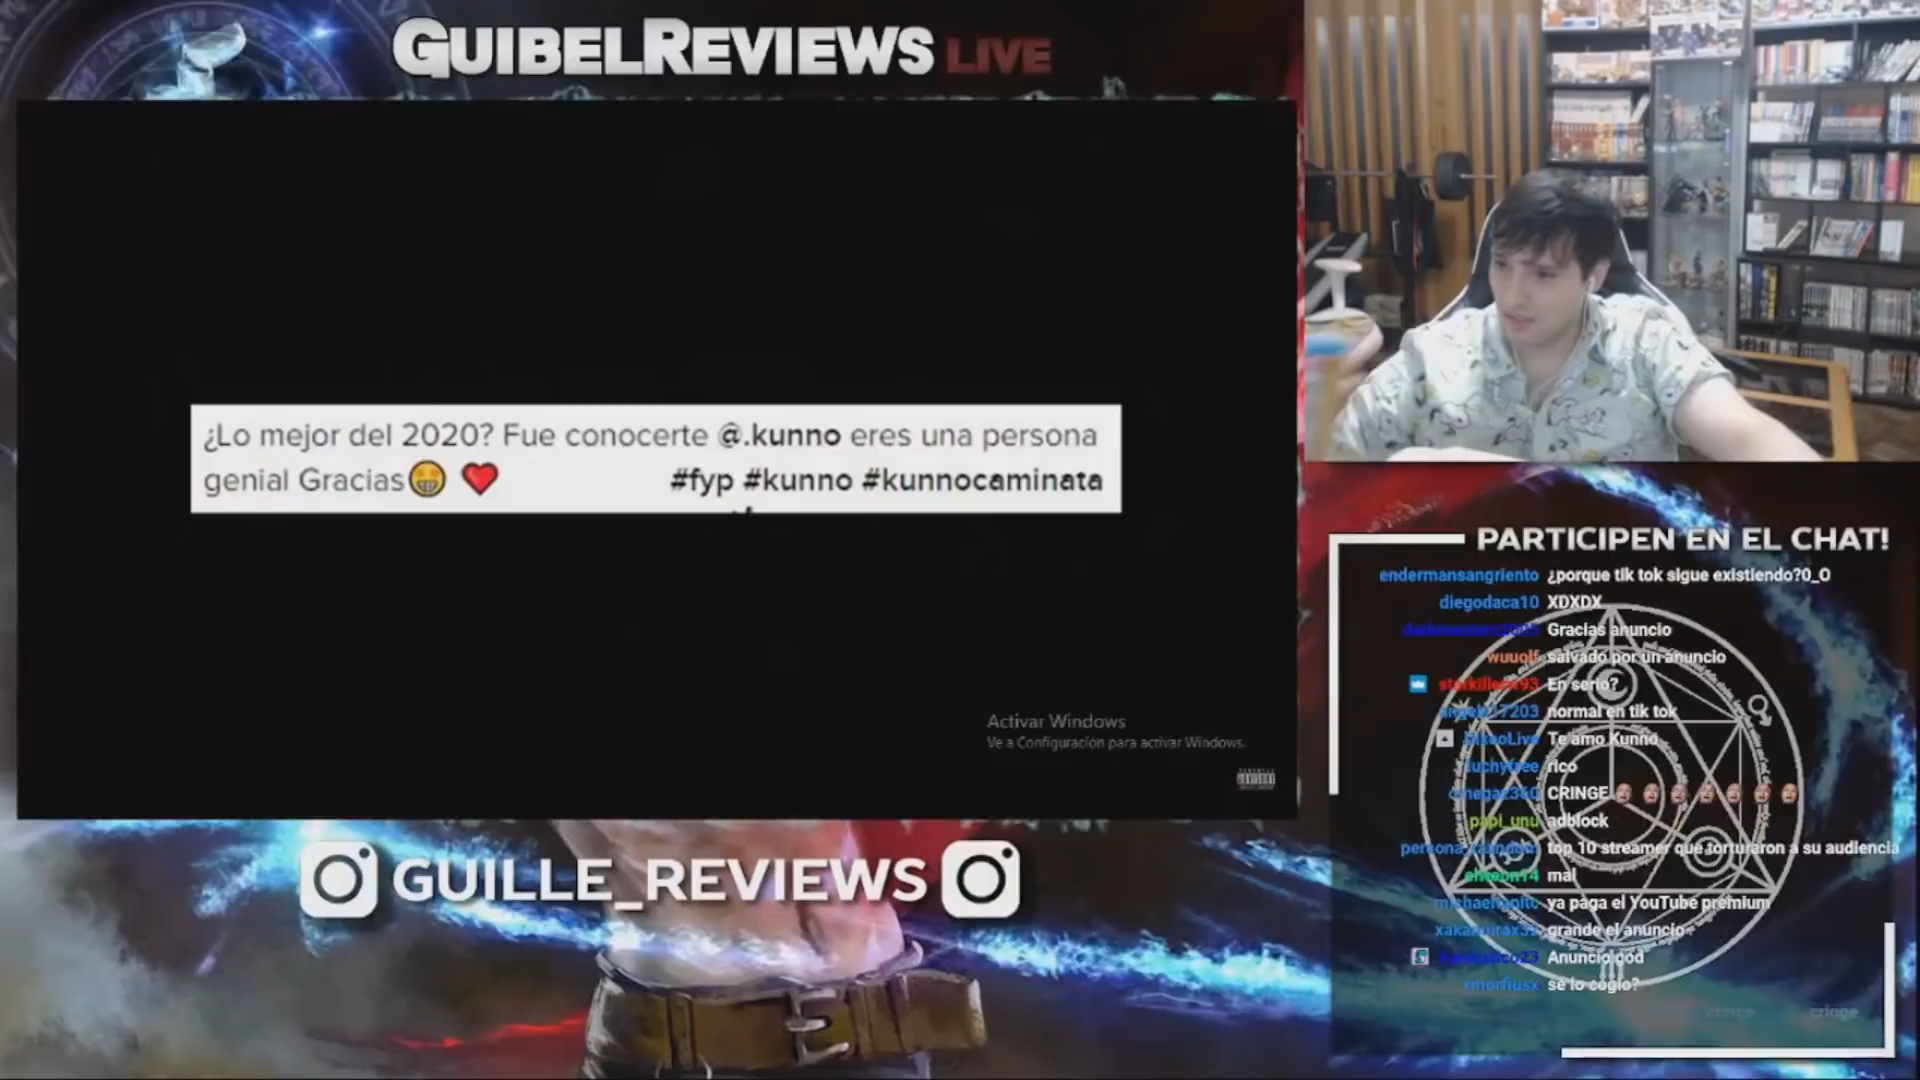 GUIBELREVIEWS LIVE
¿Lo mejor del 2020? Fue conocerte @.kunno eres una persona
genial Gracias😁 ❤️ #fyp #kunno #kunnocaminata
Activar Windows
Ve a Configuración para activar Windows.
GUILLE_REVIEWS
PARTICIPEN EN EL CHAT!
endermansangriento ¿porque tik tok sigue existiendo?0_O
diegodaca10 XDXDX
Gracias anuncio
wuuolf salvado por un anuncio
En serio?
normal en tik tok
Te amo Kunno
rico
CRINGE
papi_unu adblock
top 10 streamer que torturaron a su audiencia
mal
ya paga el YouTube premium
grande el anuncio
Anuncio god
se lo cogio?
cringe